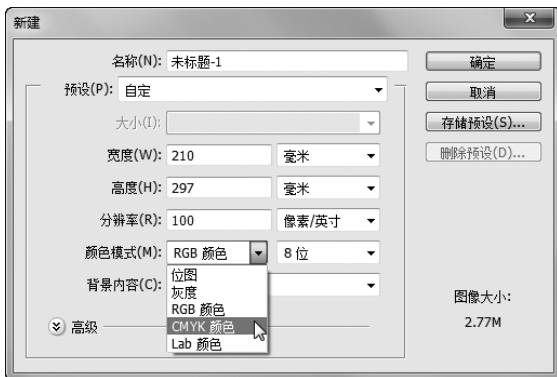 新建
名称(N): 未标题-1
确定
预设(P): 自定
取消
大小(I):
存储预设(S)...
宽度(W): 210 毫米
删除预设(D)...
高度(H): 297 毫米
分辨率(R): 100 像素/英寸
颜色模式(M): RGB 颜色 8 位
背景内容(C):
位图
灰度
RGB 颜色
CMYK 颜色
Lab 颜色
高级
图像大小:
2.77M